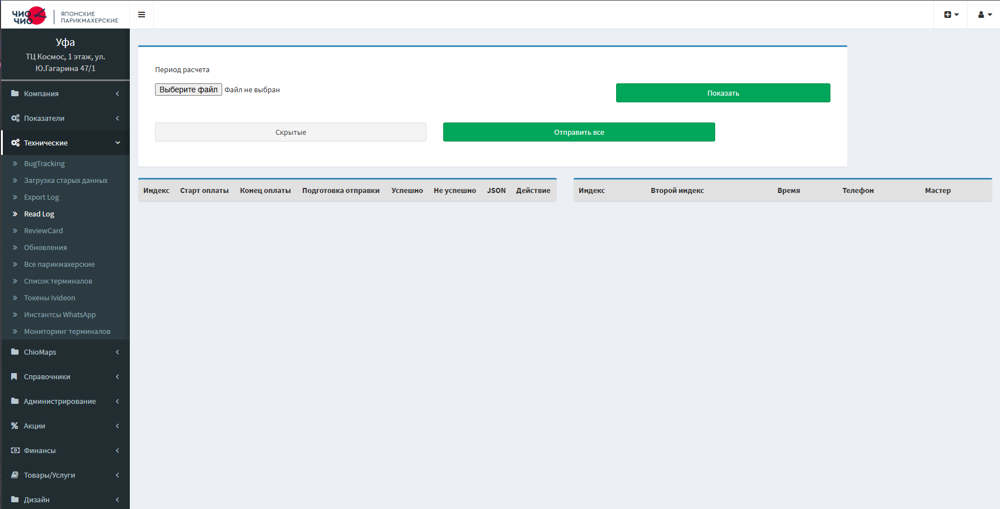 ЧИО
ЧИО
ЯПОНСКИЕ
ПАРИКМАХЕРСКИЕ
Уфа
ТЦ Космос, 1 этаж, ул.
Ю.Гагарина 47/1
Компания
Показатели
Технические
BugTracking
Загрузка старых данных
Export Log
Read Log
ReviewCard
Обновления
Все парикмахерские
Список терминалов
Токены Ivideon
Инстантсы WhatsApp
Мониторинг терминалов
ChioMaps
Справочники
Администрирование
Акции
Финансы
Товары/Услуги
Дизайн
Период расчета
Выберите файл Файл не выбран
Показать
Скрытые
Отправить все
Индекс Старт оплаты Конец оплаты Подготовка отправки Успешно Не успешно JSON Действие
Индекс Второй индекс Время Телефон Мастер